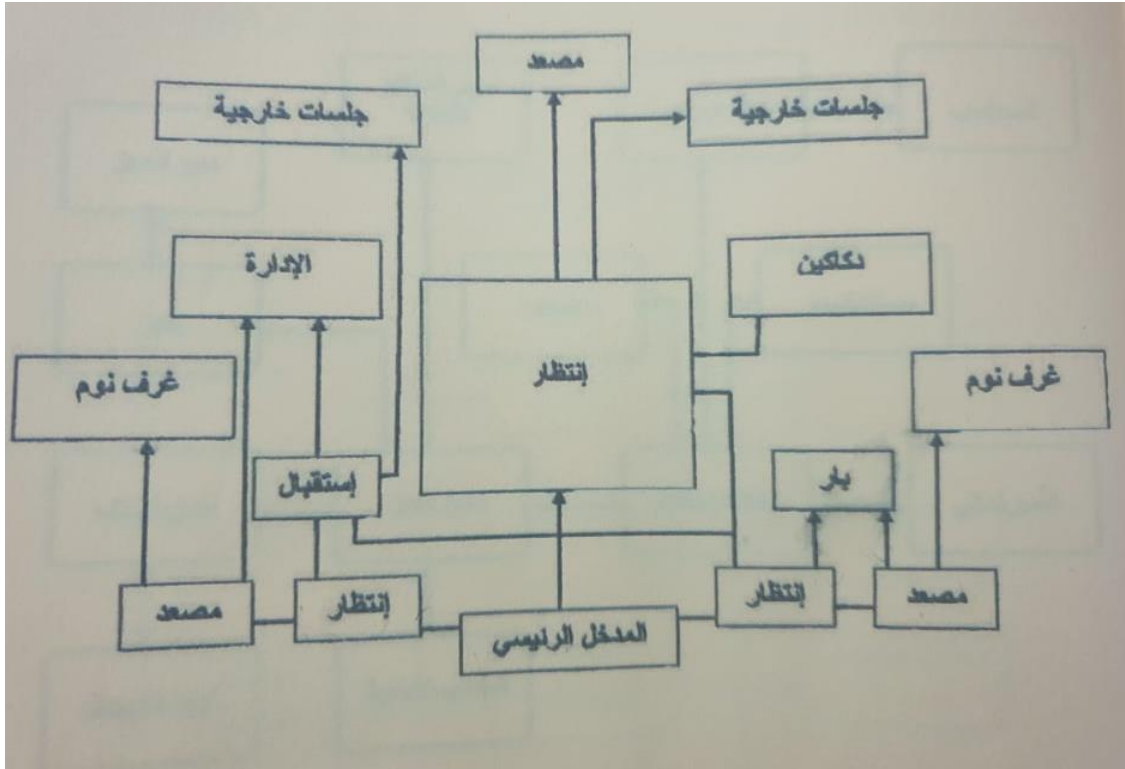 مصعد
جلسات خارجية
جلسات خارجية
دكاكين
الإدارة
إنتظار
غرف نوم
غرف نوم
بار
إستقبال
مصعد
إنتظار
إنتظار
مصعد
المدخل الرئيسي